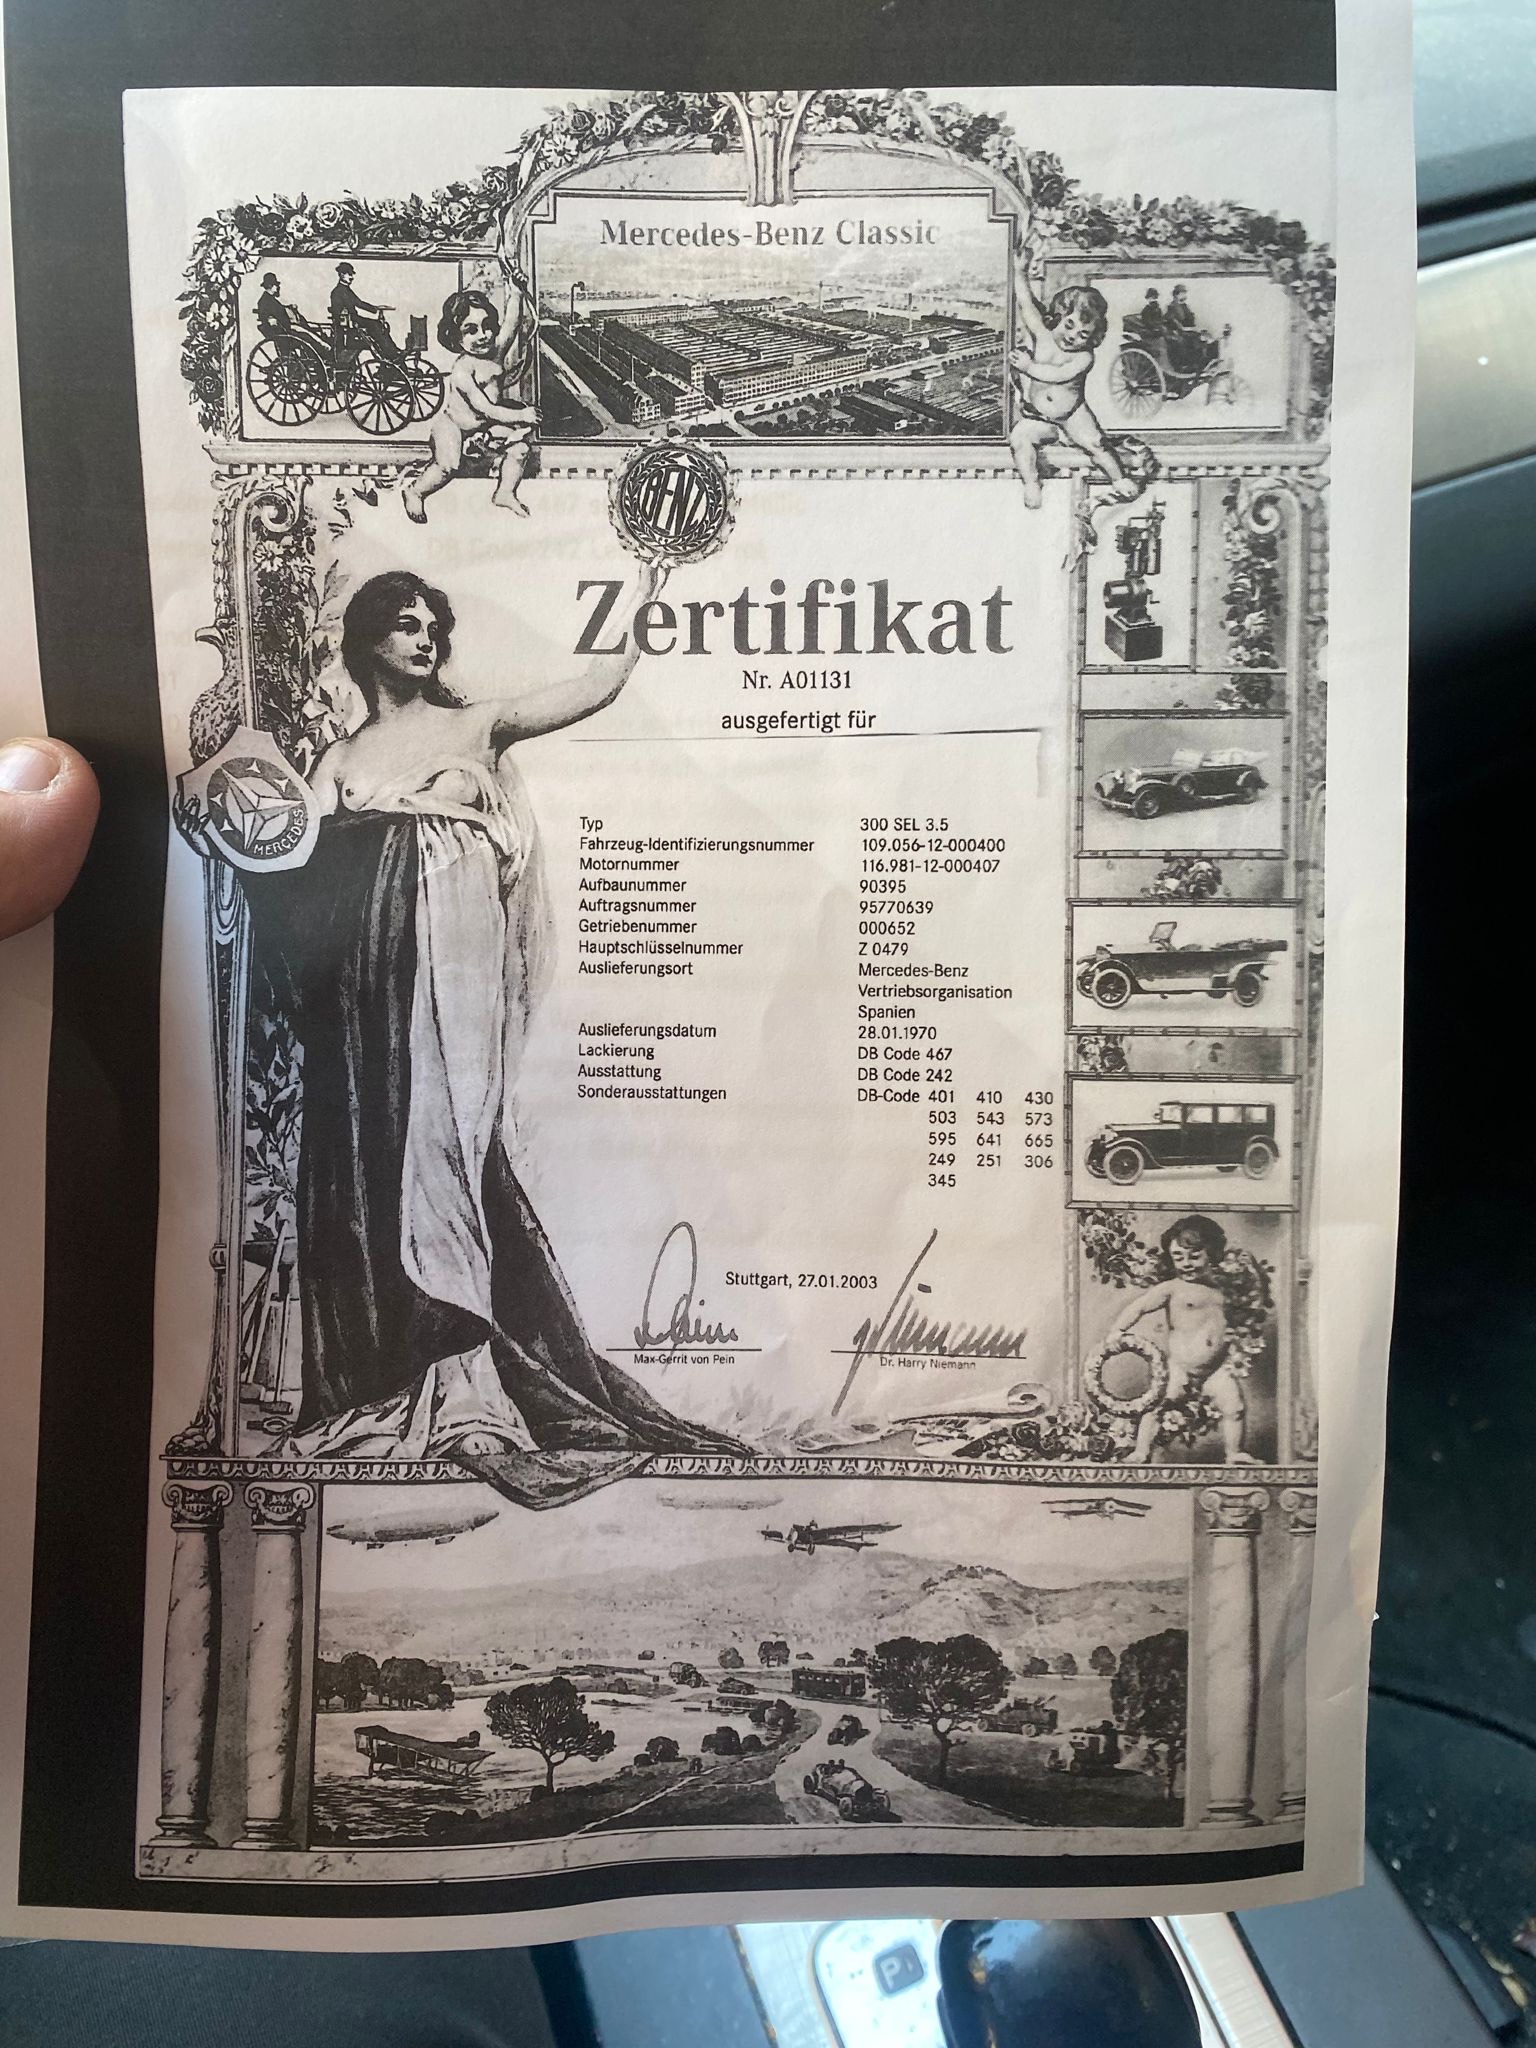 Mercedes-Benz Classic
BENZ
Zertifikat
Nr. A01131
ausgefertigt für
MERCEDES
Typ 300 SEL 3.5
Fahrzeug-Identifizierungsnummer 109.056-12-000400
Motornummer 116.981-12-000407
Aufbaunummer 90395
Auftragsnummer 95770639
Getriebenummer 000652
Hauptschlüsselnummer Z 0479
Auslieferungsort Mercedes-Benz
Vertriebsorganisation
Spanien
Auslieferungsdatum 28.01.1970
Lackierung DB Code 467
Ausstattung DB Code 242
Sonderausstattungen DB-Code 401 410 430
503 543 573
595 641 665
249 251 306
345
Stuttgart, 27.01.2003
Max-Gerrit von Pein
Dr. Harry Niemann
P